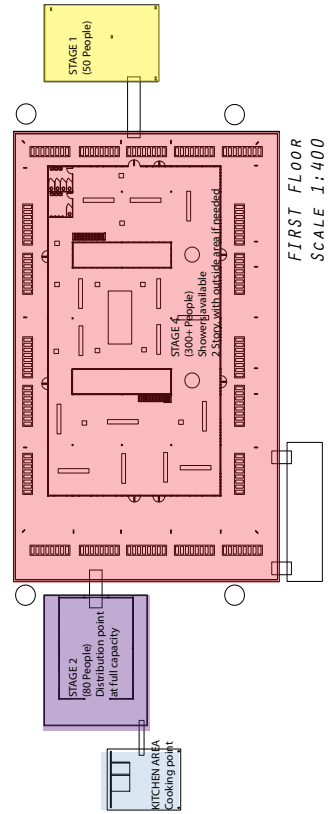 STAGE 1
(50 People)
STAGE 4
(300+ People)
Showers available
2 Story, with outside area if needed
STAGE 2
(80 People)
Distribution point
at full capacity
KITCHEN AREA
Cooking point
FIRST FLOOR
SCALE 1:400